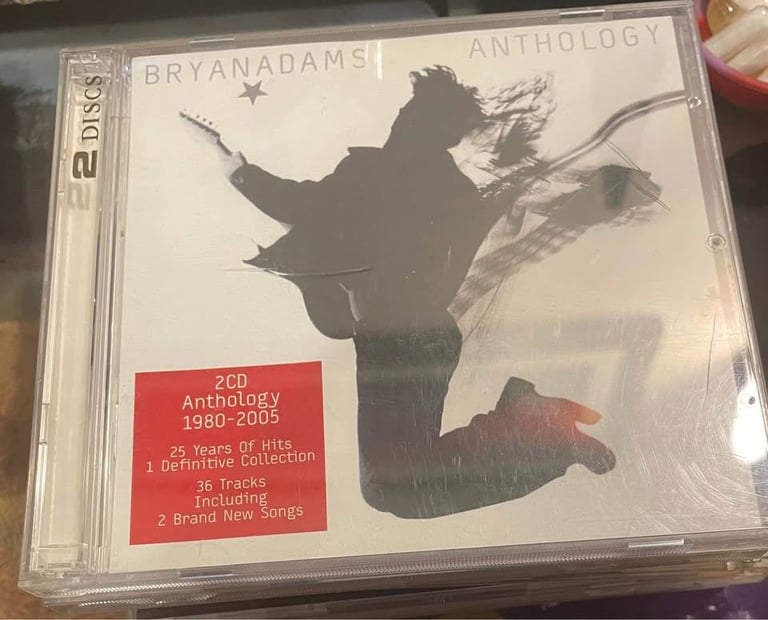 BRYANADAMS
ANTHOLOGY
2 DISCS
2CD
Anthology
1980-2005
25 Years Of Hits
1 Definitive Collection
36 Tracks
Including
2 Brand New Songs